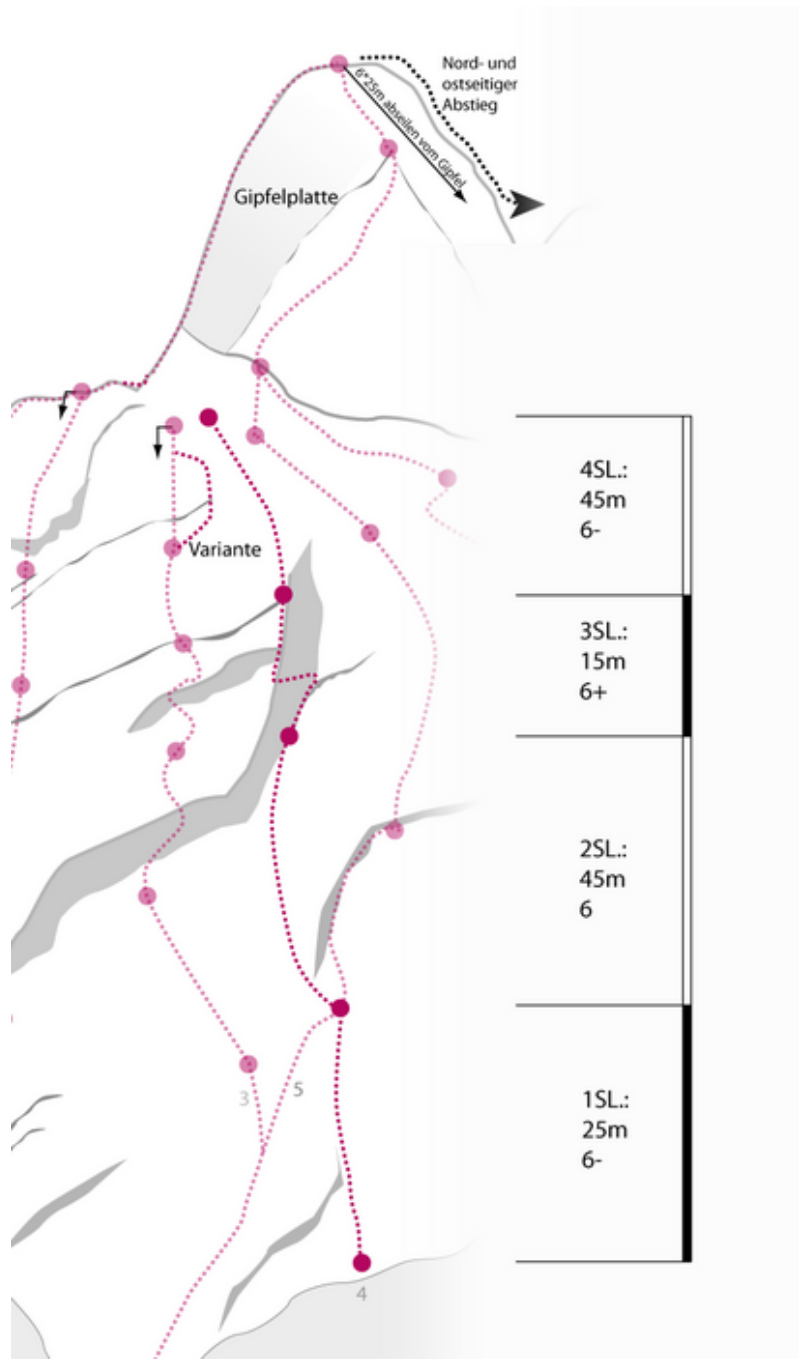 Nord- und
ostseitiger
Abstieg
6*25m abseilen vom Gipfel
Gipfelplatte
Variante
4SL.:
45m
6-
3SL.:
15m
6+
2SL.:
45m
6
1SL.:
25m
6-
3
5
4